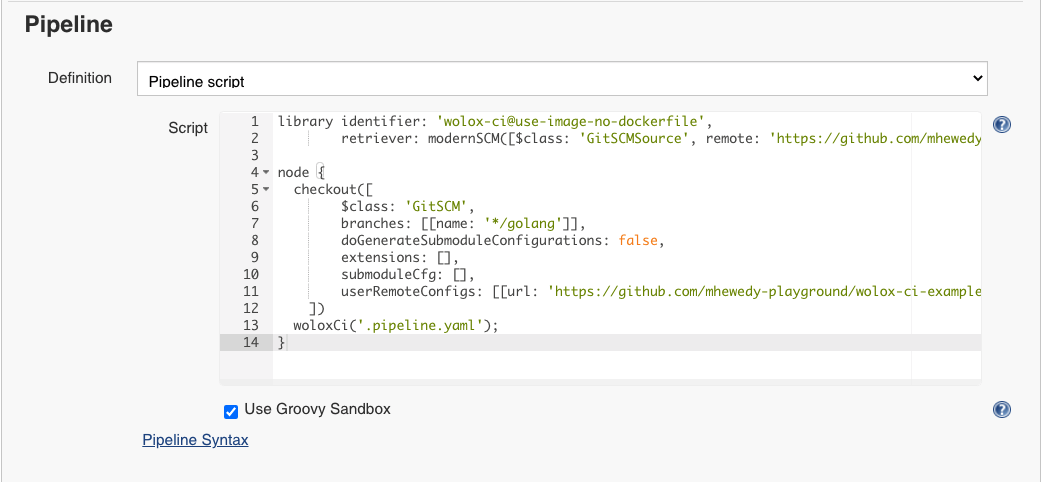 Pipeline
Definition
Pipeline script
Script
1 library identifier: 'wolox-ci@use-image-no-dockerfile',
2         retriever: modernSCM([$class: 'GitSCMSource', remote: 'https://github.com/mhewedy
3
4 node {
5   checkout([
6         $class: 'GitSCM',
7         branches: [[name: '*/golang']],
8         doGenerateSubmoduleConfigurations: false,
9         extensions: [],
10         submoduleCfg: [],
11         userRemoteConfigs: [[url: 'https://github.com/mhewedy-playground/wolox-ci-example
12     ])
13   woloxCi('.pipeline.yaml');
14 }
Use Groovy Sandbox
Pipeline Syntax